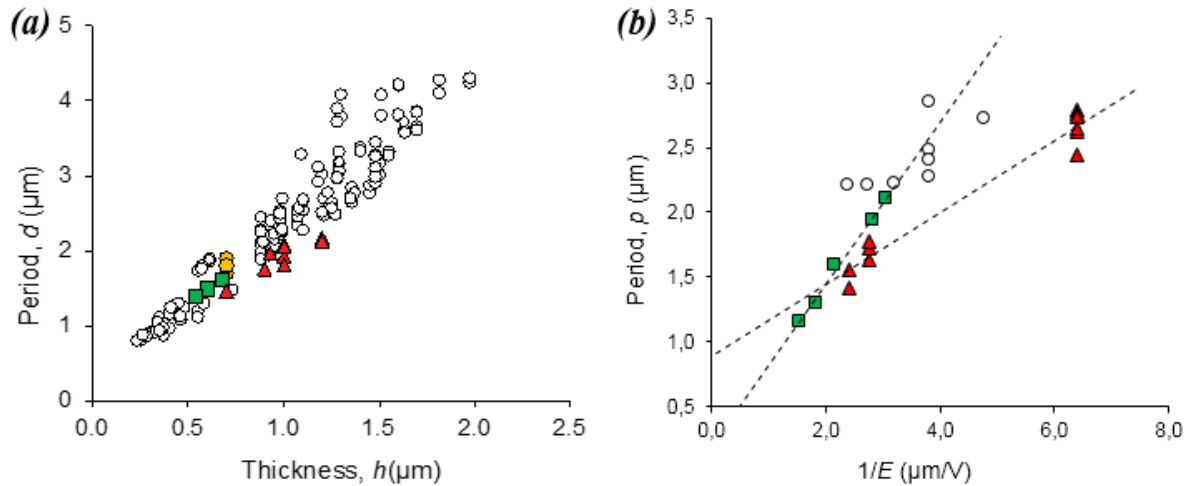 (a)
Period, d (µm)
5
4
3
2
1
0
0.0 0.5 1.0 1.5 2.0 2.5
Thickness, h(µm)
(b)
Period, p (µm)
3,5
3,0
2,5
2,0
1,5
1,0
0,5
0,0 2,0 4,0 6,0 8,0
1/E (µm/V)